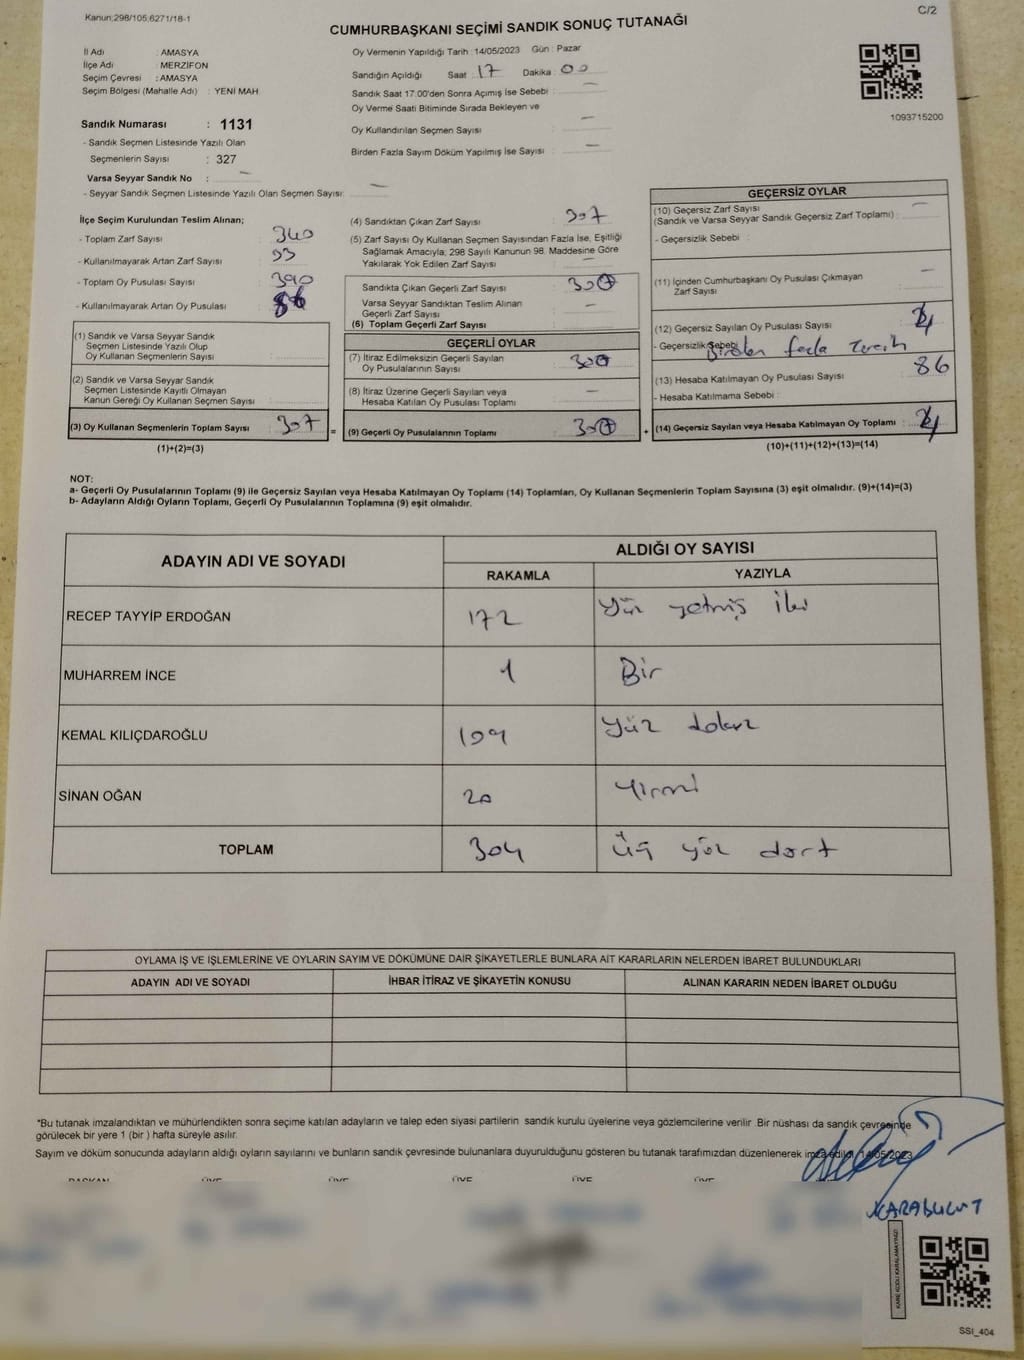 Kanun;298/105,6271/18-1
C/2
CUMHURBAŞKANI SEÇİMİ SANDIK SONUÇ TUTANAĞI
İl Adı : AMASYA
İlçe Adı : MERZİFON
Seçim Çevresi : AMASYA
Seçim Bölgesi (Mahalle Adı) : YENİ MAH.
Oy Vermenin Yapıldığı Tarih : 14/05/2023 Gün : Pazar
Sandığın Açıldığı Saat : 17 Dakika : 00
Sandık Saat 17:00'den Sonra Açımış İse Sebebi : —
Oy Verme Saati Bitiminde Sırada Bekleyen ve
Oy Kullandırılan Seçmen Sayısı : —
Birden Fazla Sayım Döküm Yapılmış İse Sayısı : —
1093715200
Sandık Numarası : 1131
- Sandık Seçmen Listesinde Yazılı Olan
Seçmenlerin Sayısı : 327
Varsa Seyyar Sandık No : —
- Seyyar Sandık Seçmen Listesinde Yazılı Olan Seçmen Sayısı: —
İlçe Seçim Kurulundan Teslim Alınan;
- Toplam Zarf Sayısı : 340
- Kullanılmayarak Artan Zarf Sayısı : 33
- Toplam Oy Pusulası Sayısı : 390
- Kullanılmayarak Artan Oy Pusulası :
(1) Sandık ve Varsa Seyyar Sandık
Seçmen Listesinde Yazılı Olup
Oy Kullanan Seçmenlerin Sayısı :
(2) Sandık ve Varsa Seyyar Sandık
Seçmen Listesinde Kayıtlı Olmayan
Kanun Gereği Oy Kullanan Seçmen Sayısı :
(3) Oy Kullanan Seçmenlerin Toplam Sayısı : 307
(1)+(2)=(3)
(4) Sandıktan Çıkan Zarf Sayısı : 307
(5) Zarf Sayısı Oy Kullanan Seçmen Sayısından Fazla İse, Eşitliği
Sağlamak Amacıyla; 298 Sayılı Kanunun 98. Maddesine Göre
Yakılarak Yok Edilen Zarf Sayısı : —
Sandıkta Çıkan Geçerli Zarf Sayısı :
Varsa Seyyar Sandıktan Teslim Alınan
Geçerli Zarf Sayısı : —
(6) Toplam Geçerli Zarf Sayısı :
GEÇERLİ OYLAR
(7) İtiraz Edilmeksizin Geçerli Sayılan
Oy Pusulalarının Sayısı :
(8) İtiraz Üzerine Geçerli Sayılan veya
Hesaba Katılan Oy Pusulası Toplamı : —
(9) Geçerli Oy Pusulalarının Toplamı :
GEÇERSİZ OYLAR
(10) Geçersiz Zarf Sayısı : —
(Sandık ve Varsa Seyyar Sandık Geçersiz Zarf Toplamı)
- Geçersizlik Sebebi :
(11) İçinden Cumhurbaşkanı Oy Pusulası Çıkmayan
Zarf Sayısı : —
(12) Geçersiz Sayılan Oy Pusulası Sayısı :
- Geçersizlik Sebebi : Birden fazla Tercih
(13) Hesaba Katılmayan Oy Pusulası Sayısı : 86
- Hesaba Katılmama Sebebi :
(14) Geçersiz Sayılan veya Hesaba Katılmayan Oy Toplamı :
(10)+(11)+(12)+(13)=(14)
NOT:
a- Geçerli Oy Pusulalarının Toplamı (9) ile Geçersiz Sayılan veya Hesaba Katılmayan Oy Toplamı (14) Toplamları, Oy Kullanan Seçmenlerin Toplam Sayısına (3) eşit olmalıdır. (9)+(14)=(3)
b- Adayların Aldığı Oyların Toplamı, Geçerli Oy Pusulalarının Toplamına (9) eşit olmalıdır.
ADAYIN ADI VE SOYADI ALDIĞI OY SAYISI
RAKAMLA YAZIYLA
RECEP TAYYİP ERDOĞAN 172 Yüz yetmiş iki
MUHARREM İNCE 1 Bir
KEMAL KILIÇDAROĞLU 109 yüz dokuz
SİNAN OĞAN 20 Yirmi
TOPLAM 304 Üç yüz dört
OYLAMA İŞ VE İŞLEMLERİNE VE OYLARIN SAYIM VE DÖKÜMÜNE DAİR ŞİKAYETLERLE BUNLARA AİT KARARLARIN NELERDEN İBARET BULUNDUKLARI
ADAYIN ADI VE SOYADI İHBAR İTİRAZ VE ŞİKAYETİN KONUSU ALINAN KARARIN NEDEN İBARET OLDUĞU
*Bu tutanak imzalandıktan ve mühürlendikten sonra seçime katılan adayların ve talep eden siyasi partilerin sandık kurulu üyelerine veya gözlemcilerine verilir. Bir nüshası da sandık çevresinde
görülecek bir yere 1 (bir ) hafta süreyle asılır.
Sayım ve döküm sonucunda adayların aldığı oyların sayılarını ve bunların sandık çevresinde bulunanlara duyurulduğunu gösteren bu tutanak tarafımızdan düzenlenerek imza edildi. 14/05/2023
BAŞKAN ÜYE ÜYE ÜYE ÜYE ÜYE
KARABULUT
KARE KODU KARALAMAYINIZ!
SSI_404